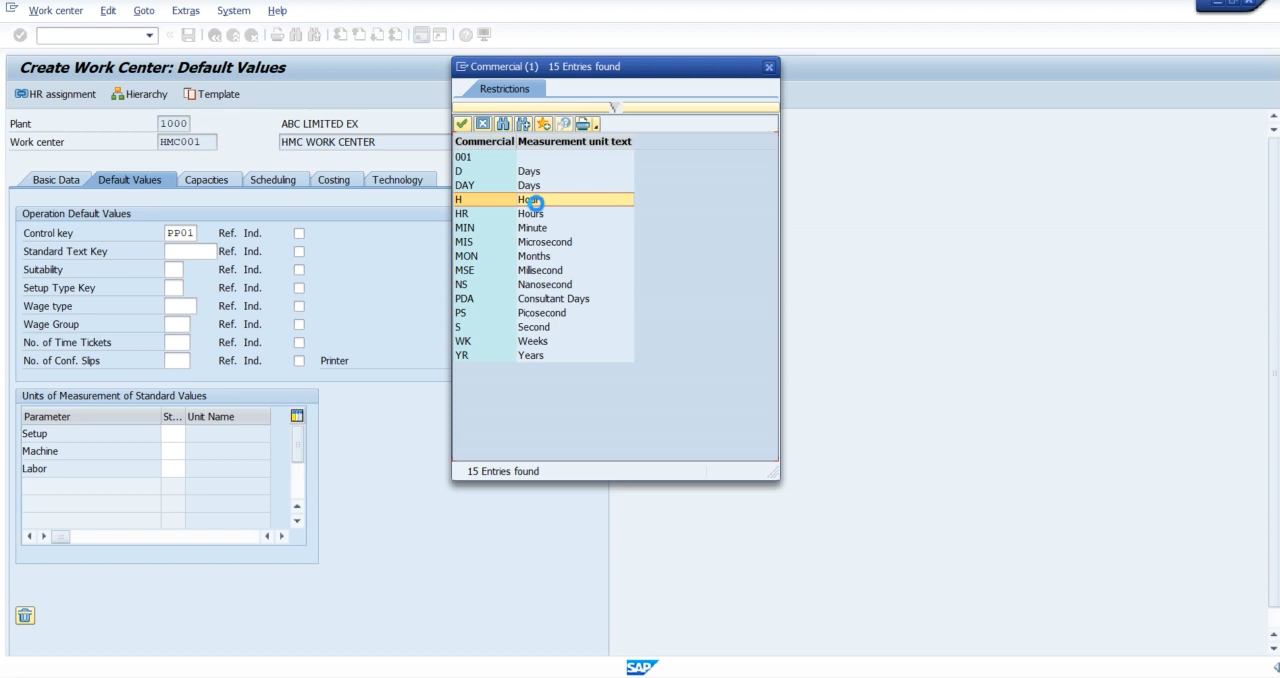 Work center Edit Goto Extras System Help
Create Work Center: Default Values
HR assignment Hierarchy Template
Plant 1000 ABC LIMITED EX
Work center HMC001 HMC WORK CENTER
Basic Data Default Values Capacities Scheduling Costing Technology
Operation Default Values
Control key PP01 Ref. Ind.
Standard Text Key Ref. Ind.
Suitability Ref. Ind.
Setup Type Key Ref. Ind.
Wage type Ref. Ind.
Wage Group Ref. Ind.
No. of Time Tickets Ref. Ind.
No. of Conf. Slips Ref. Ind. Printer
Units of Measurement of Standard Values
Parameter St... Unit Name
Setup
Machine
Labor
Commercial (1) 15 Entries found
Restrictions
Commercial Measurement unit text
001
D Days
DAY Days
H
HR Hours
MIN Minute
MIS Microsecond
MON Months
MSE Milisecond
NS Nanosecond
PDA Consultant Days
PS Picosecond
S Second
WK Weeks
YR Years
15 Entries found
SAP